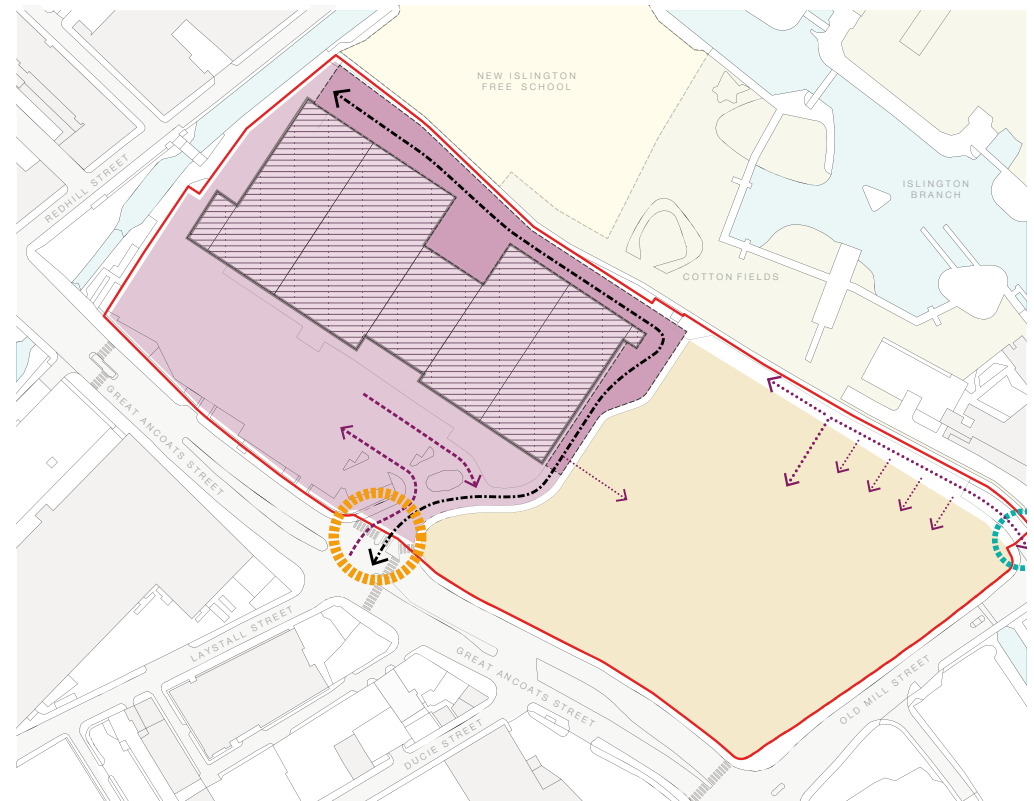 NEW ISLINGTON
FREE SCHOOL
REDHILL STREET
ISLINGTON
BRANCH
COTTON FIELDS
GREAT ANCOATS STREET
LAYSTALL STREET
GREAT ANCOATS STREET
OLD MILL STREET
DUCIE STREET